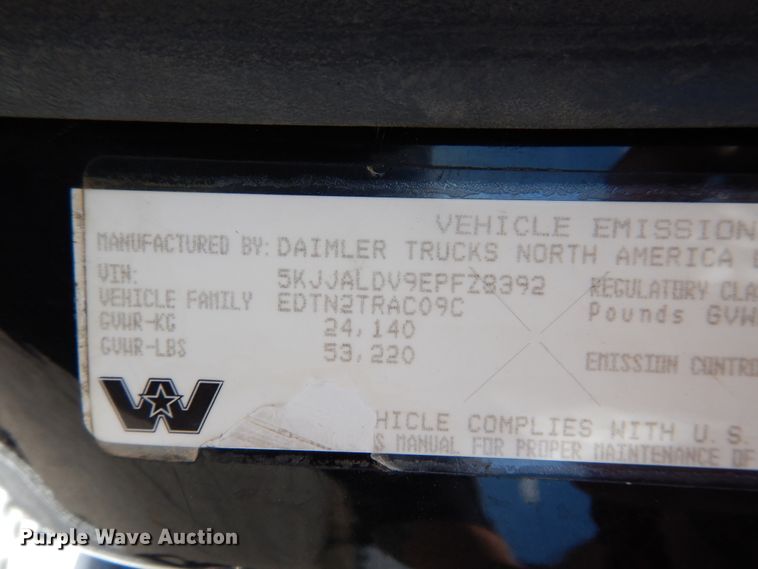 VEHICLE EMISSION
MANUFACTURED BY: DAIMLER TRUCKS NORTH AMERICA
VIN: 5KJJALDV9EPFZ8392
REGULATORY CLA
VEHICLE FAMILY EDTN2TRAC09C
Pounds GVW
GVWR-KG 24,140
GVWR-LBS 53,220
EMISSION CONTRO
W
HICLE COMPLIES WITH U.S.
S MANUAL FOR PROPER MAINTENANCE OF
Purple Wave Auction